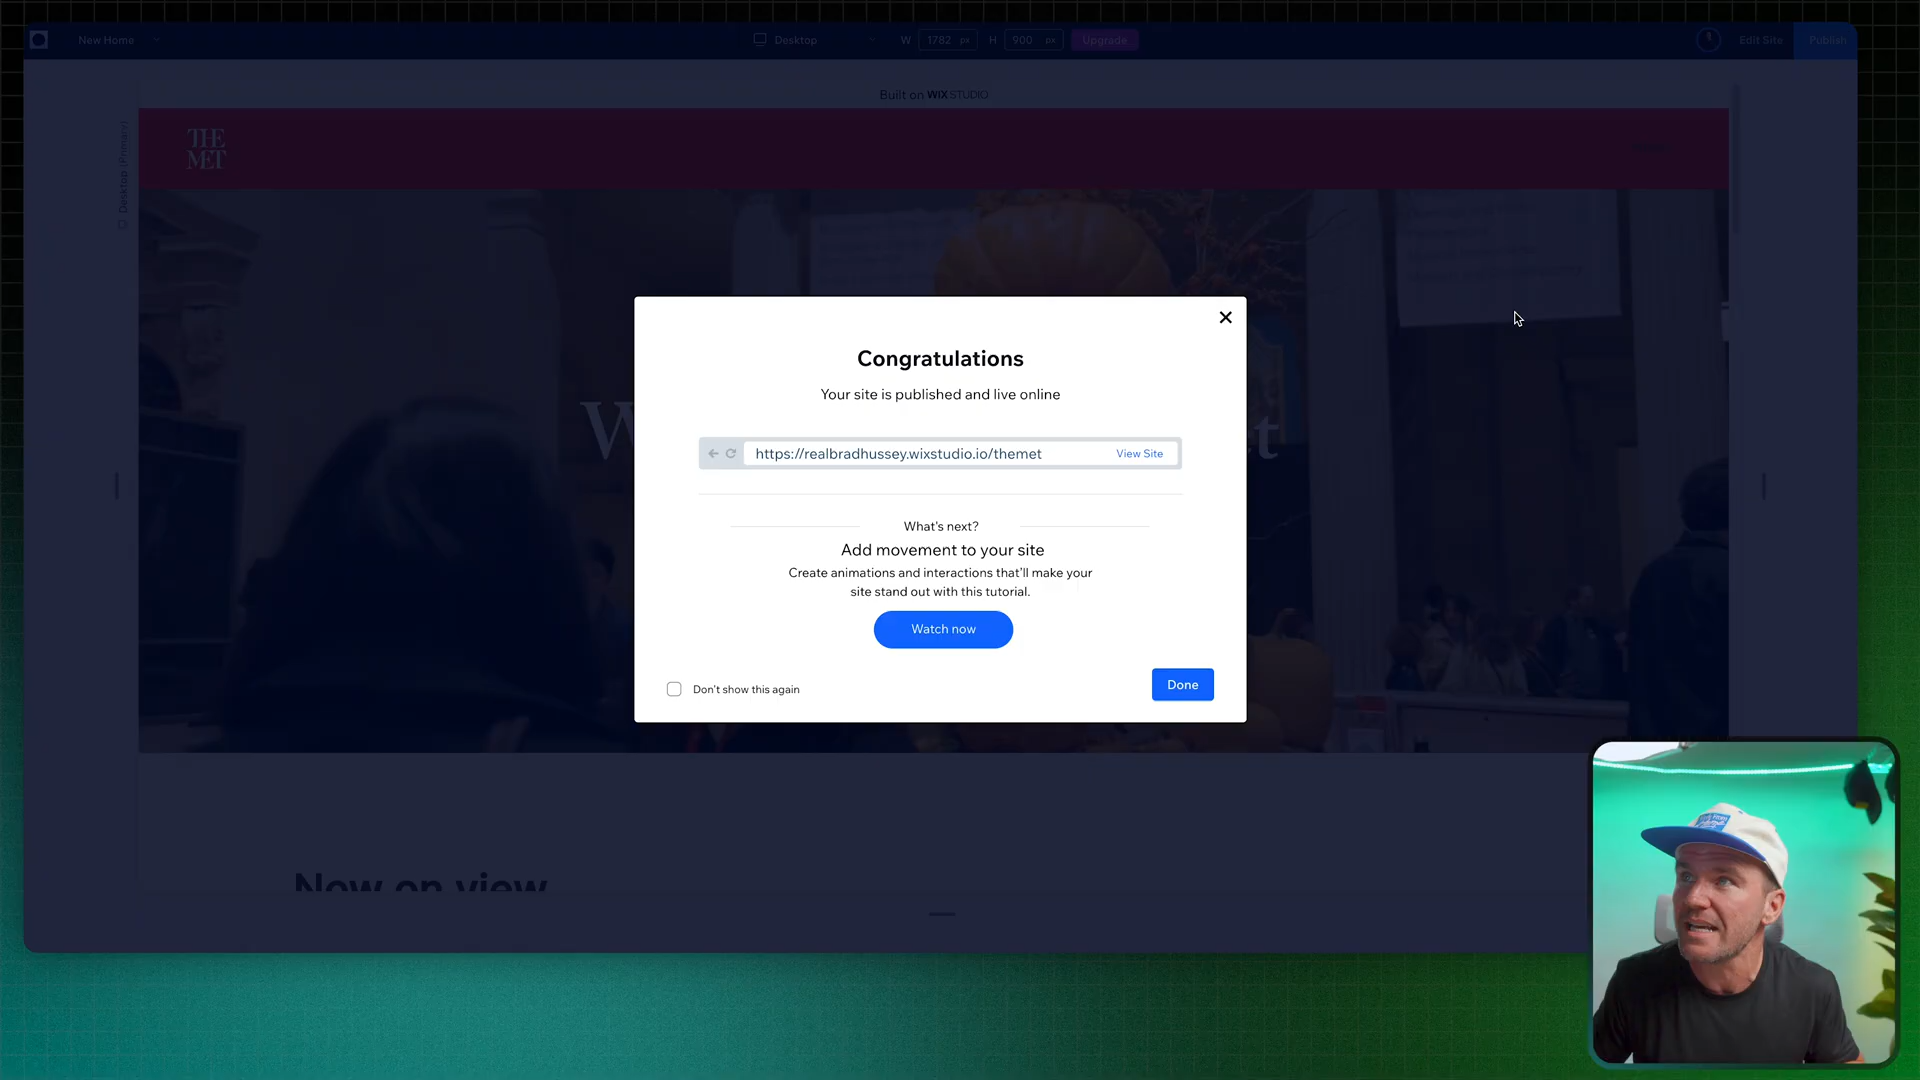 New Home
Desktop
W 1782 px H 900 px
Upgrade
Edit Site
Publish
Built on WIX STUDIO
Desktop (Primary)
THE
MET
W
et
Congratulations
Your site is published and live online
https://realbradhussey.wixstudio.io/themet
View Site
What's next?
Add movement to your site
Create animations and interactions that'll make your
site stand out with this tutorial.
Watch now
Don't show this again
Done
Now on view